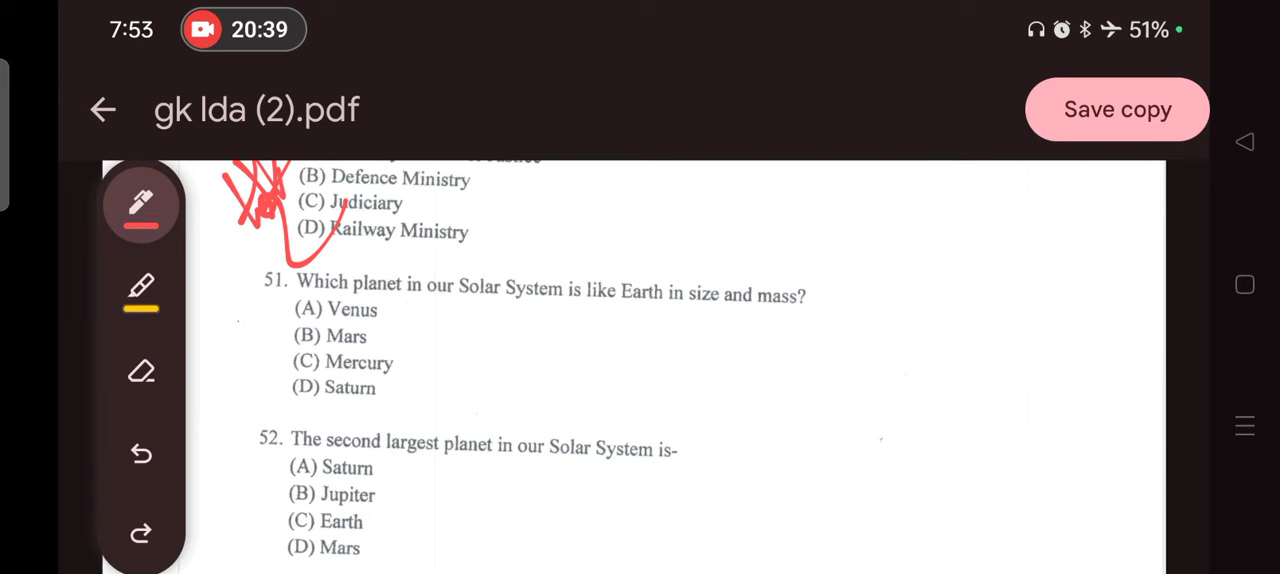 7:53 20:39 51%
gk lda (2).pdf Save copy
(B) Defence Ministry
(C) Judiciary
(D) Railway Ministry
51. Which planet in our Solar System is like Earth in size and mass?
(A) Venus
(B) Mars
(C) Mercury
(D) Saturn
52. The second largest planet in our Solar System is-
(A) Saturn
(B) Jupiter
(C) Earth
(D) Mars